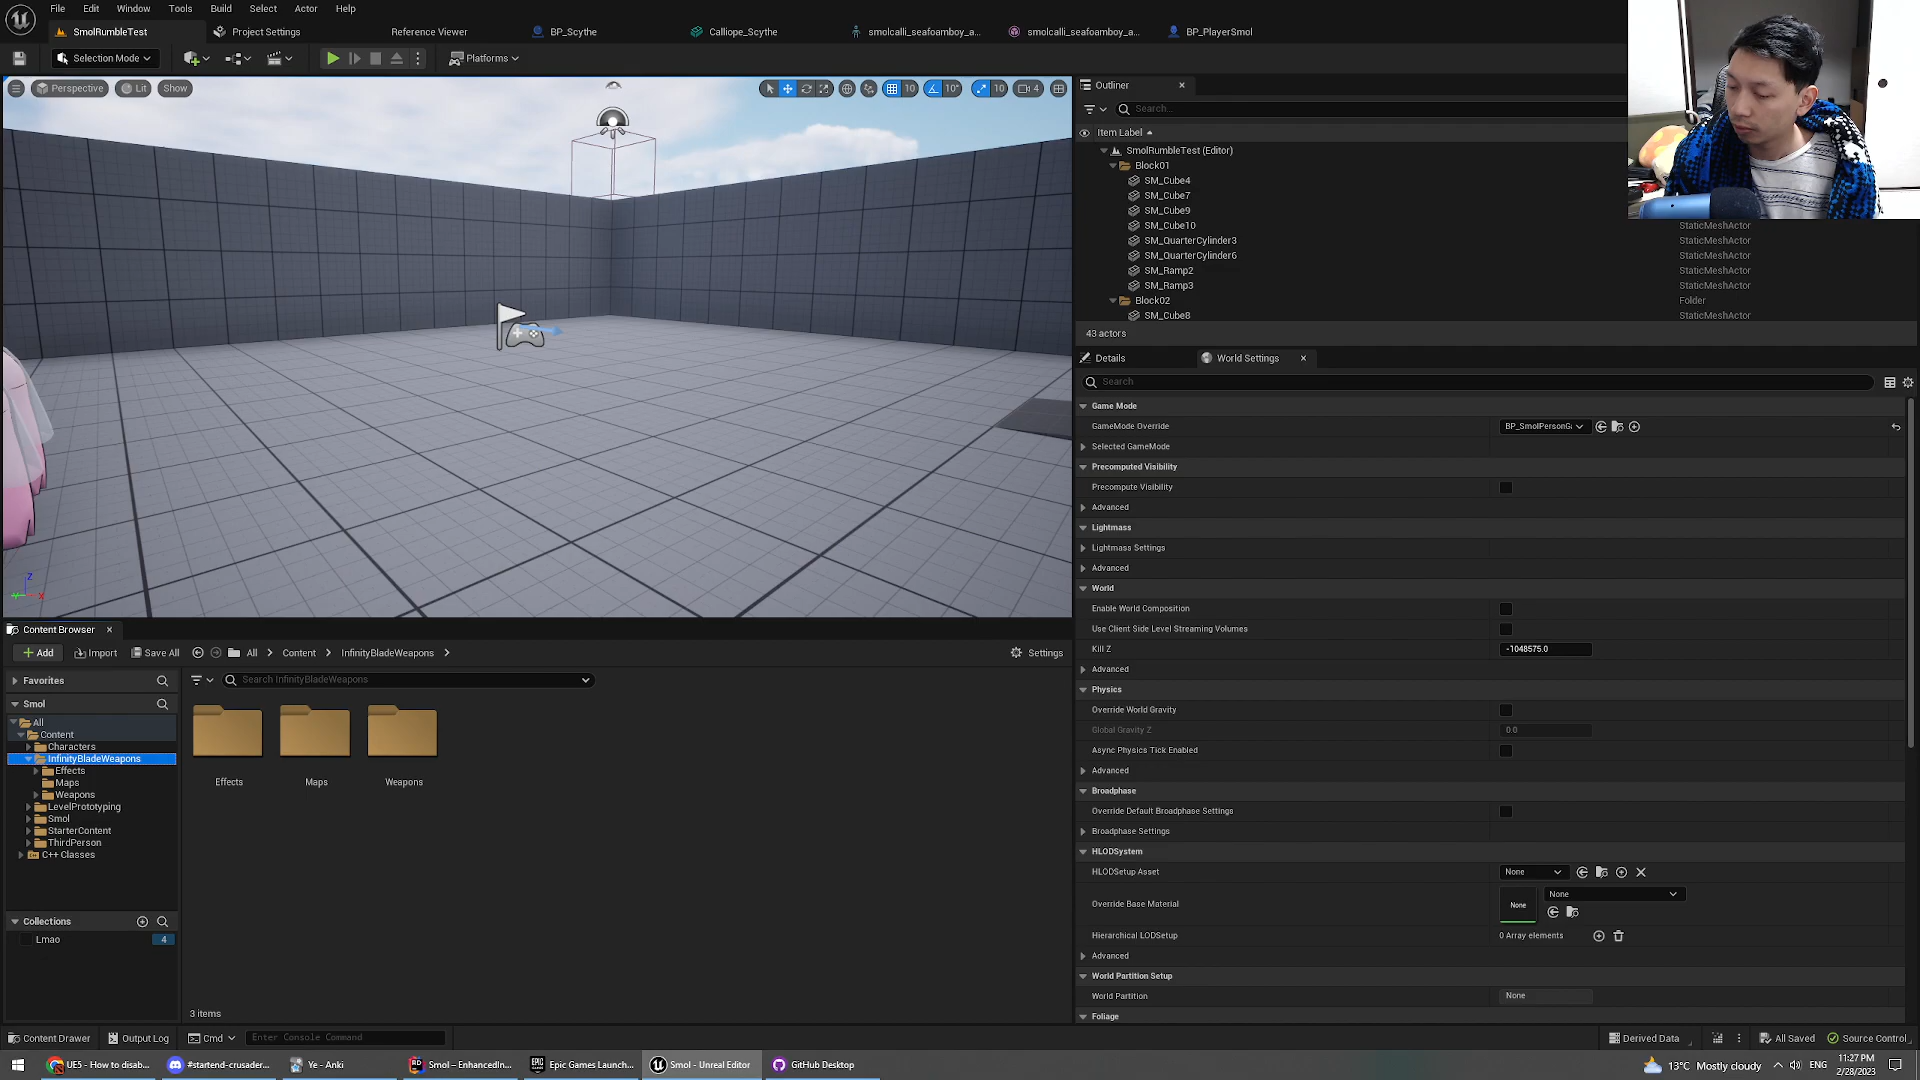 File Edit Window Tools Build Select Actor Help
SmolRumbleTest Project Settings Reference Viewer BP_Scythe Calliope_Scythe smolcalli_seafoamboy_a... smolcalli_seafoamboy_a... BP_PlayerSmol
Selection Mode Platforms
Perspective Lit Show 10 10° 10 4
Z
X
Outliner
Search...
Item Label
SmolRumbleTest (Editor)
Block01
SM_Cube4
SM_Cube7
SM_Cube9
SM_Cube10 StaticMeshActor
SM_QuarterCylinder3 StaticMeshActor
SM_QuarterCylinder6 StaticMeshActor
SM_Ramp2 StaticMeshActor
SM_Ramp3 StaticMeshActor
Block02 Folder
SM_Cube8 StaticMeshActor
43 actors
Details World Settings
Search
Game Mode
GameMode Override BP_SmolPersonG
Selected GameMode
Precomputed Visibility
Precompute Visibility
Advanced
Lightmass
Lightmass Settings
Advanced
World
Enable World Composition
Use Client Side Level Streaming Volumes
Kill Z -1048575.0
Advanced
Physics
Override World Gravity
Global Gravity Z 0.0
Async Physics Tick Enabled
Advanced
Broadphase
Override Default Broadphase Settings
Broadphase Settings
HLODSystem
HLODSetup Asset None
Override Base Material None None
Hierarchical LODSetup 0 Array elements
Advanced
World Partition Setup
World Partition None
Foliage
Content Browser
Add Import Save All All Content InfinityBladeWeapons Settings
Favorites
Search InfinityBladeWeapons
Smol
All
Content
Characters
InfinityBladeWeapons
Effects
Maps
Weapons
LevelPrototyping
Smol
StarterContent
ThirdPerson
C++ Classes
Effects Maps Weapons
Collections
Lmao 4
3 items
Content Drawer Output Log Cmd Enter Console Command Derived Data All Saved Source Control
UE5 - How to disab... #startend-crusader... Ye - Anki Smol – EnhancedIn... Epic Games Launch... Smol - Unreal Editor GitHub Desktop 13°C Mostly cloudy ENG
11:27 PM
2/28/2023